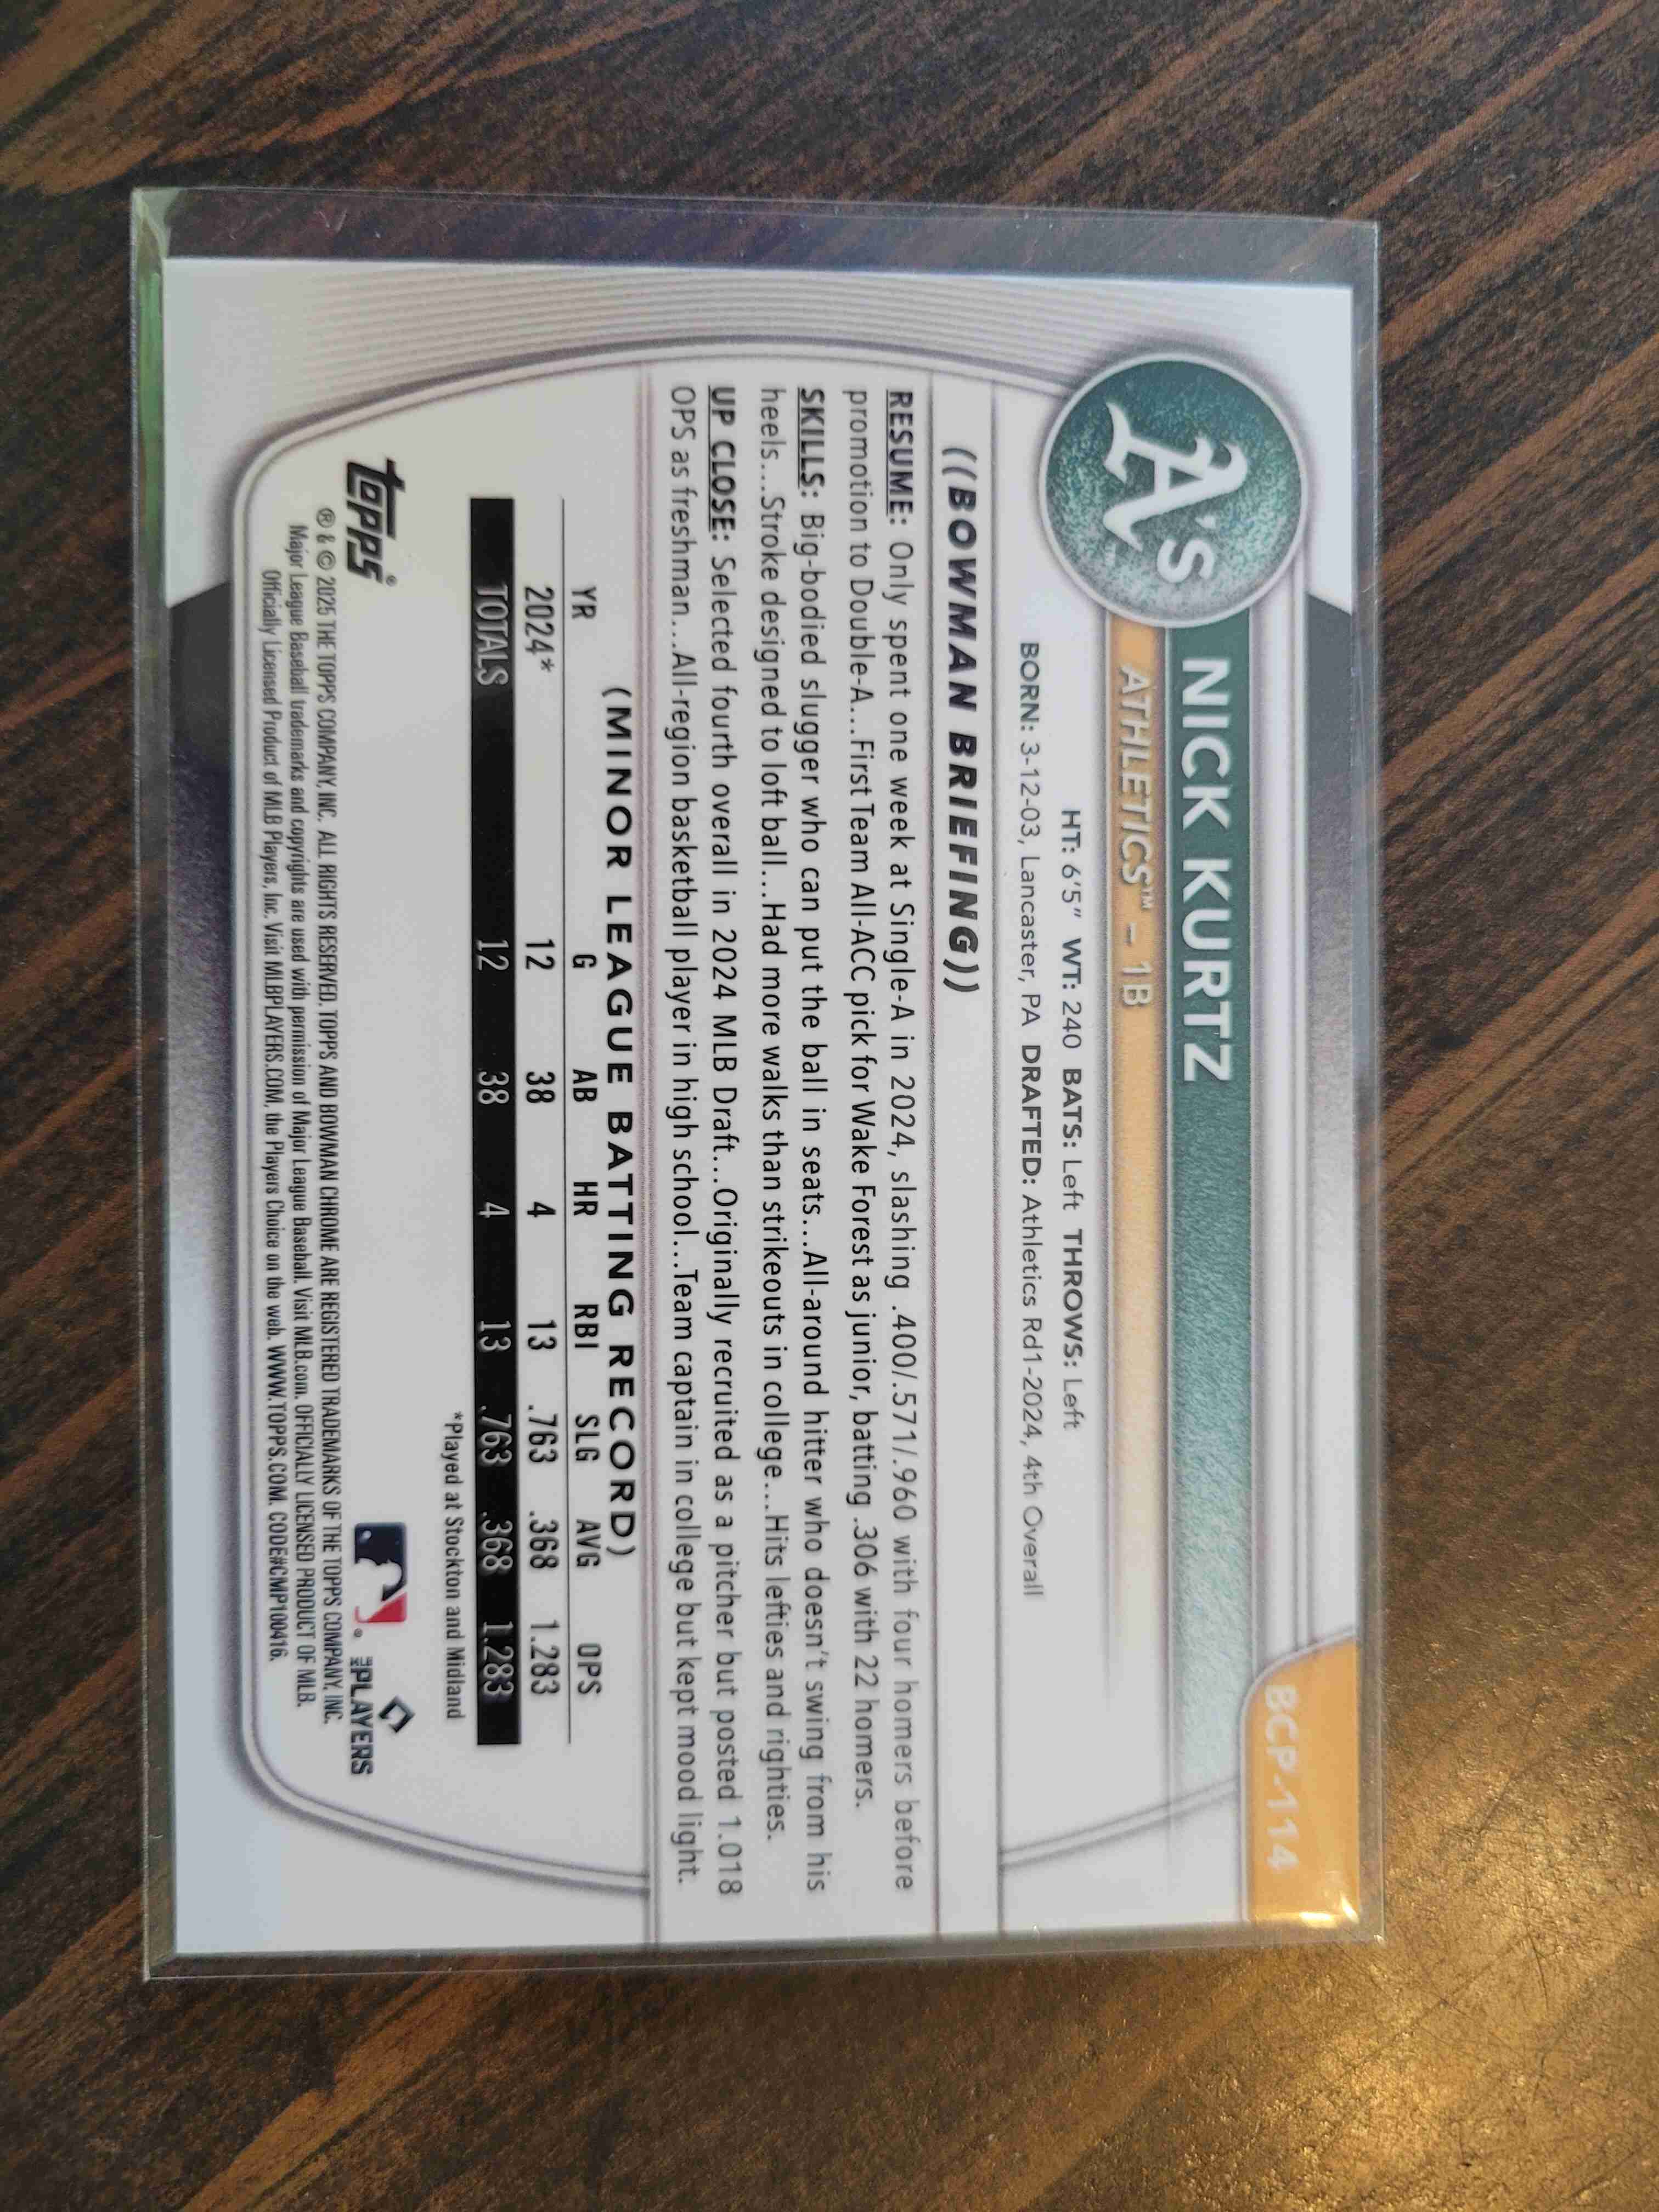 BCP-114
A's
NICK KURTZ
ATHLETICS™ – 1B
HT: 6'5" WT: 240 BATS: Left THROWS: Left
BORN: 3-12-03, Lancaster, PA DRAFTED: Athletics Rd1-2024, 4th Overall
((BOWMAN BRIEFING))
RESUME: Only spent one week at Single-A in 2024, slashing .400/.571/.960 with four homers before
promotion to Double-A...First Team All-ACC pick for Wake Forest as junior, batting .306 with 22 homers.
SKILLS: Big-bodied slugger who can put the ball in seats...All-around hitter who doesn't swing from his
heels...Stroke designed to loft ball...Had more walks than strikeouts in college...Hits lefties and righties.
UP CLOSE: Selected fourth overall in 2024 MLB Draft...Originally recruited as a pitcher but posted 1.018
OPS as freshman...All-region basketball player in high school...Team captain in college but kept mood light.
(MINOR LEAGUE BATTING RECORD)
YR G AB HR RBI SLG AVG OPS
2024* 12 38 4 13 .763 .368 1.283
TOTALS 12 38 4 13 .763 .368 1.283
*Played at Stockton and Midland
topps® ® MLB PLAYERS
® & © 2025 THE TOPPS COMPANY, INC. ALL RIGHTS RESERVED. TOPPS AND BOWMAN CHROME ARE REGISTERED TRADEMARKS OF THE TOPPS COMPANY, INC.
Major League Baseball trademarks and copyrights are used with permission of Major League Baseball. Visit MLB.com. OFFICIALLY LICENSED PRODUCT OF MLB
Officially Licensed Product of MLB Players, Inc. Visit MLBPLAYERS.COM, the Players Choice on the web. WWW.TOPPS.COM. CODE#CMP100416.